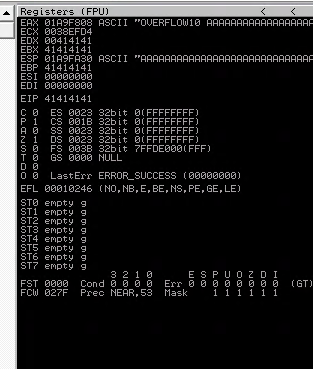 Registers (FPU) < <
EAX 01A9F808 ASCII "OVERFLOW10 AAAAAAAAAAAAAAAAAAA
ECX 0038EFD4
EDX 00414141
EBX 41414141
ESP 01A9FA30 ASCII "AAAAAAAAAAAAAAAAAAAAAAAAAAAAAA
EBP 41414141
ESI 00000000
EDI 00000000
EIP 41414141
C 0 ES 0023 32bit 0(FFFFFFFF)
P 1 CS 001B 32bit 0(FFFFFFFF)
A 0 SS 0023 32bit 0(FFFFFFFF)
Z 1 DS 0023 32bit 0(FFFFFFFF)
S 0 FS 003B 32bit 7FFDE000(FFF)
T 0 GS 0000 NULL
D 0
O 0 LastErr ERROR_SUCCESS (00000000)
EFL 00010246 (NO,NB,E,BE,NS,PE,GE,LE)
ST0 empty g
ST1 empty g
ST2 empty g
ST3 empty g
ST4 empty g
ST5 empty g
ST6 empty g
ST7 empty g
3 2 1 0 E S P U O Z D I
FST 0000 Cond 0 0 0 0 Err 0 0 0 0 0 0 0 0 (GT)
FCW 027F Prec NEAR,53 Mask 1 1 1 1 1 1